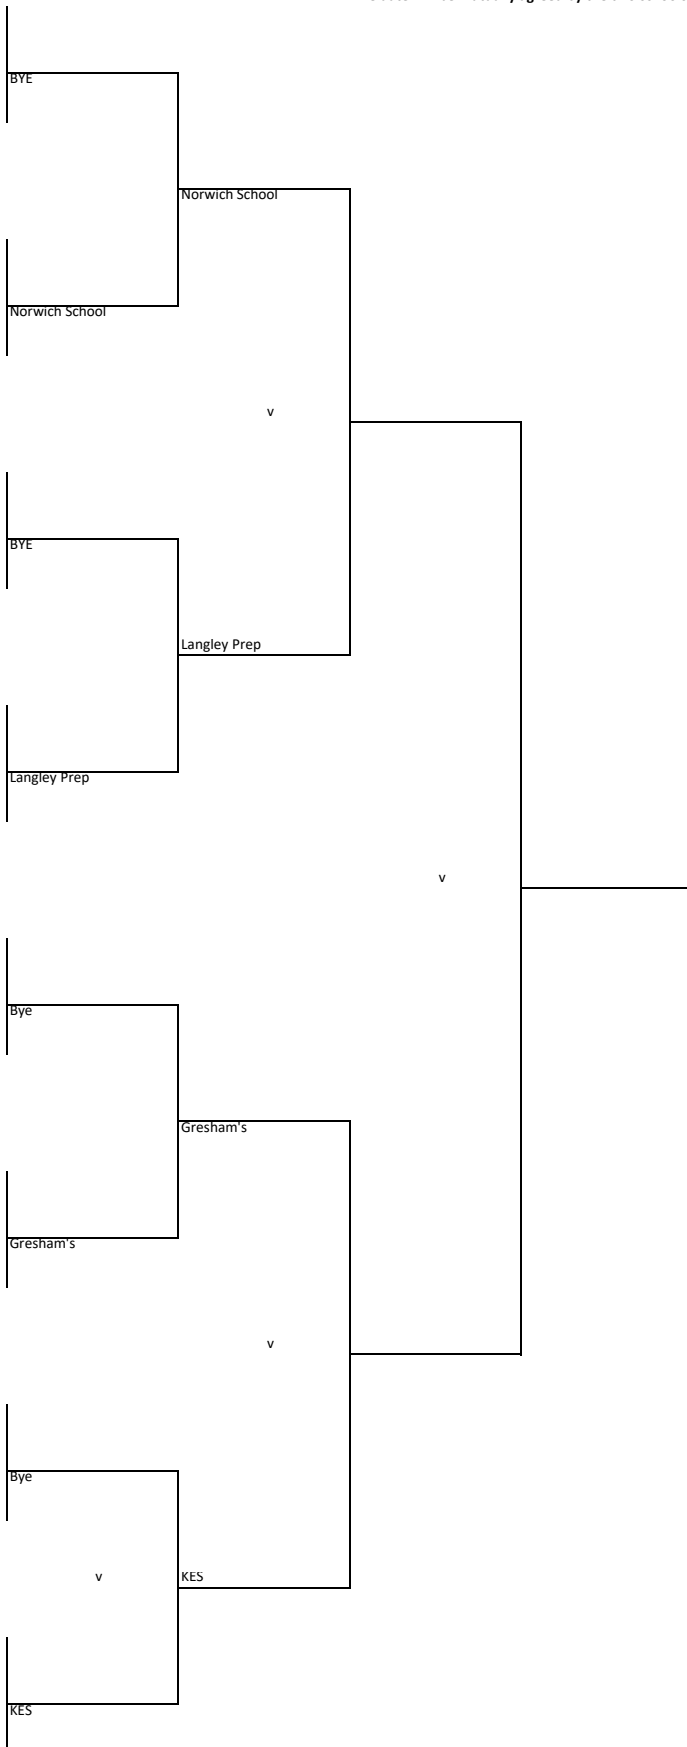 BYE
Norwich School
Norwich School
v
BYE
Langley Prep
Langley Prep
v
Bye
Gresham's
Gresham's
v
Bye
v
KES
KES